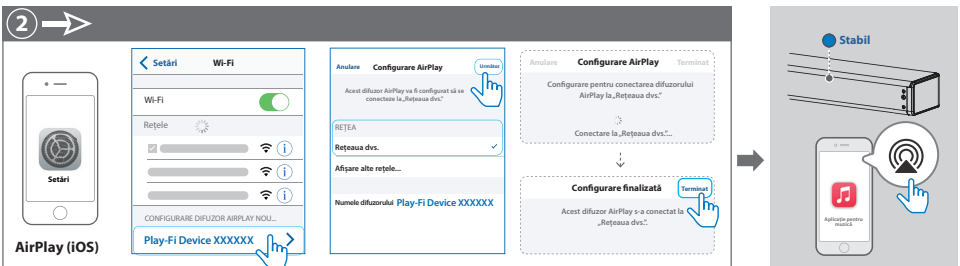 2
Setări
AirPlay (iOS)
Setări
Wi-Fi
Wi-Fi
Rețele
CONFIGURARE DIFUZOR AIRPLAY NOU...
Play-Fi Device XXXXXX
Anulare
Configurare AirPlay
Următor
Acest difuzor AirPlay va fi configurat să se
conecteze la „Rețeaua dvs.”
REȚEA
Rețeaua dvs.
Afișare alte rețele...
Numele difuzorului Play-Fi Device XXXXXX
Anulare
Configurare AirPlay
Terminat
Configurare pentru conectarea difuzorului
AirPlay la „Rețeaua dvs.”
Conectare la „Rețeaua dvs.”...
Configurare finalizată
Terminat
Acest difuzor AirPlay s-a conectat la
„Rețeaua dvs.”.
Stabil
Aplicație pentru
muzică